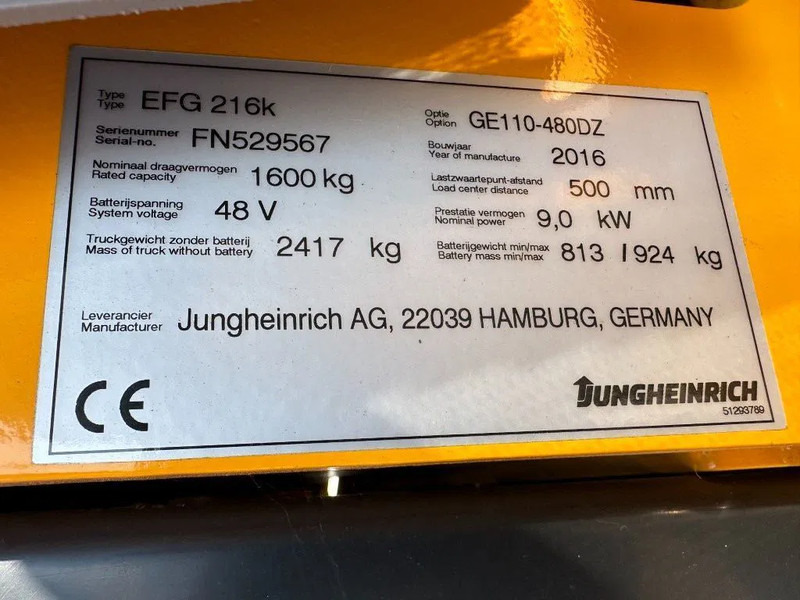 Type EFG 216k Optie GE110-480DZ
Type Option
Serienummer FN529567 Bouwjaar 2016
Serial-no. Year of manufacture
Nominaal draagvermogen 1600 kg Lastzwaartepunt-afstand 500 mm
Rated capacity Load center distance
Batterijspanning 48 V Prestatie vermogen 9,0 kW
System voltage Nominal power
Truckgewicht zonder batterij 2417 kg Batterijgewicht min/max 813 / 924 kg
Mass of truck without battery Battery mass min/max
Leverancier Jungheinrich AG, 22039 HAMBURG, GERMANY
Manufacturer
CE JUNGHEINRICH
51293789